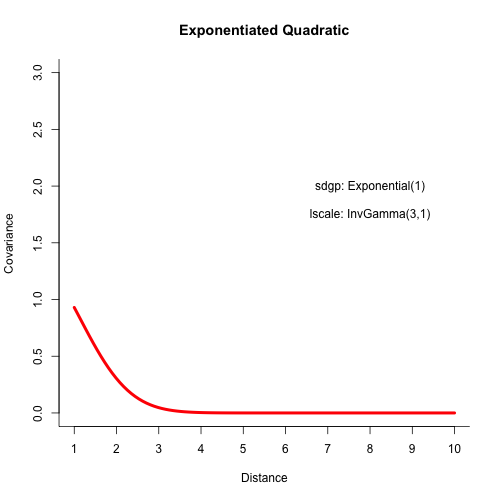 Exponentiated Quadratic
3.0
2.5
2.0
1.5
1.0
0.5
0.0
Covariance
sdgp: Exponential(1)
lscale: InvGamma(3,1)
1 2 3 4 5 6 7 8 9 10
Distance